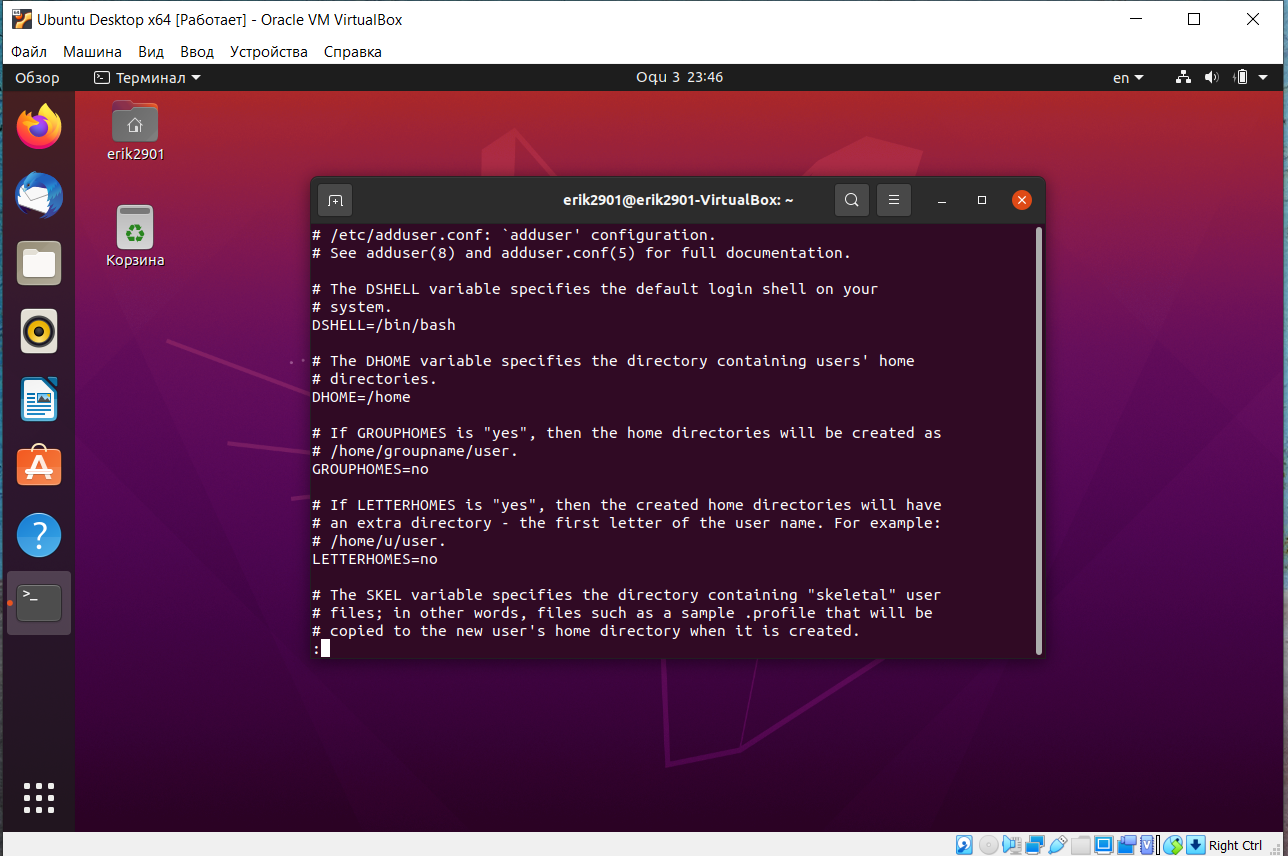 Ubuntu Desktop x64 [Работает] - Oracle VM VirtualBox
Файл Машина Вид Ввод Устройства Справка
Обзор Терминал Oqu 3 23:46 en
erik2901
Корзина
erik2901@erik2901-VirtualBox: ~
# /etc/adduser.conf: `adduser' configuration.
# See adduser(8) and adduser.conf(5) for full documentation.
# The DSHELL variable specifies the default login shell on your
# system.
DSHELL=/bin/bash
# The DHOME variable specifies the directory containing users' home
# directories.
DHOME=/home
# If GROUPHOMES is "yes", then the home directories will be created as
# /home/groupname/user.
GROUPHOMES=no
# If LETTERHOMES is "yes", then the created home directories will have
# an extra directory - the first letter of the user name. For example:
# /home/u/user.
LETTERHOMES=no
# The SKEL variable specifies the directory containing "skeletal" user
# files; in other words, files such as a sample .profile that will be
# copied to the new user's home directory when it is created.
:
Right Ctrl